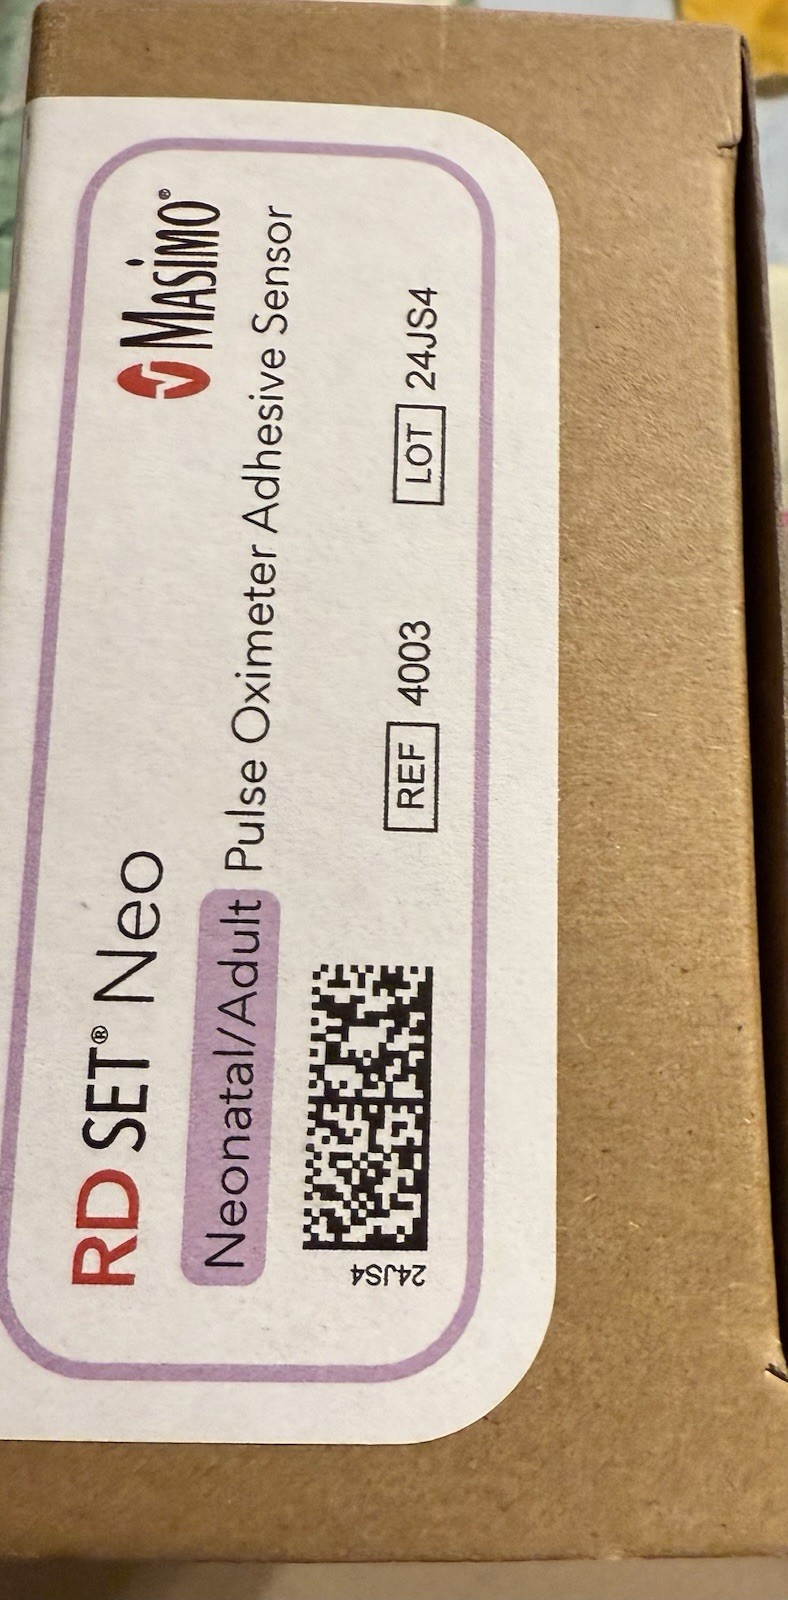 RD SET® Neo
MASIMO®
Neonatal/Adult Pulse Oximeter Adhesive Sensor
REF 4003
LOT 24JS4
24JS4